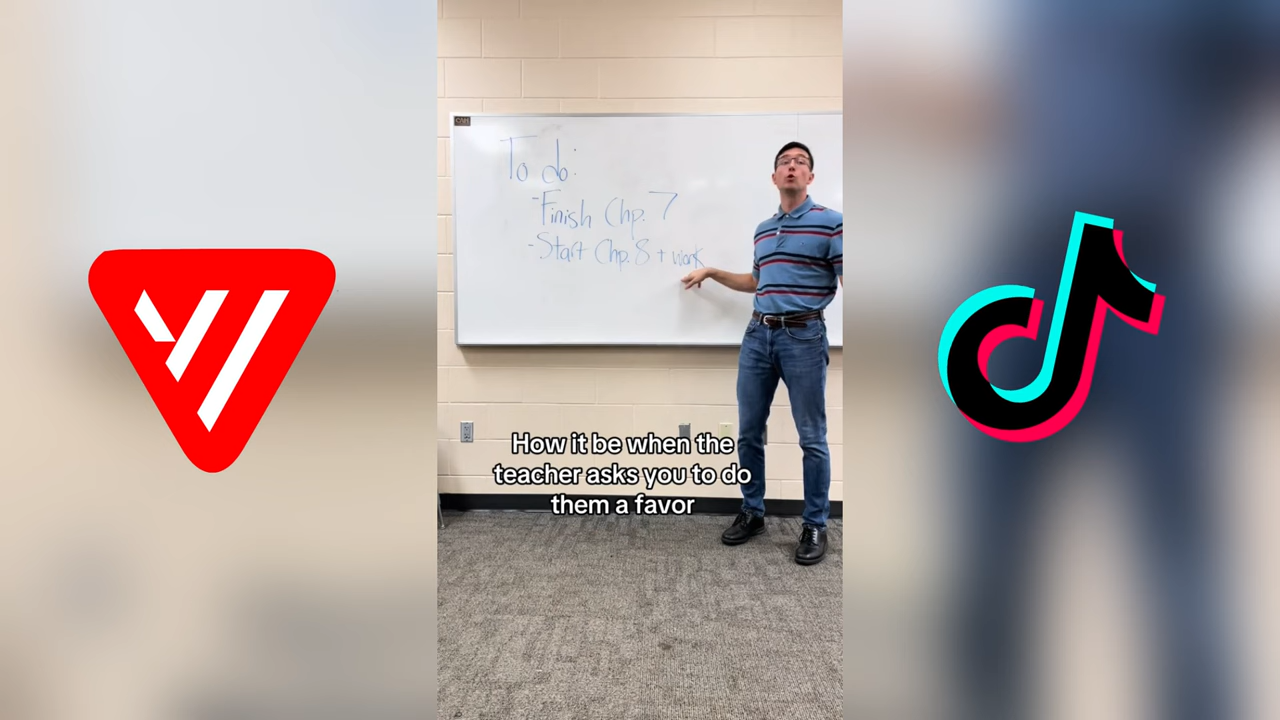 To do:
-Finish Chp. 7
-Start Chp. 8 + work
How it be when the
teacher asks you to do
them a favor